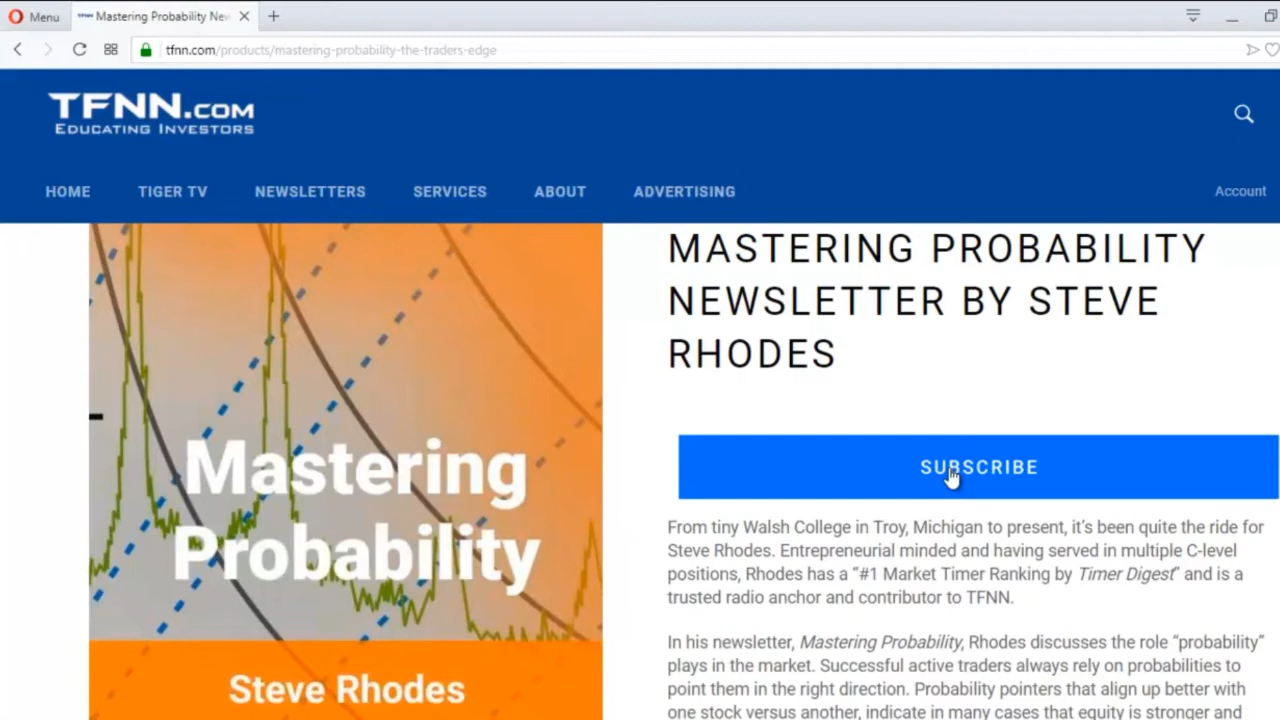 Menu
Mastering Probability New
tfnn.com/products/mastering-probability-the-traders-edge
TFNN.COM
EDUCATING INVESTORS
HOME TIGER TV NEWSLETTERS SERVICES ABOUT ADVERTISING Account
MASTERING PROBABILITY
NEWSLETTER BY STEVE
RHODES
Mastering
Probability
Steve Rhodes
SUBSCRIBE
From tiny Walsh College in Troy, Michigan to present, it's been quite the ride for
Steve Rhodes. Entrepreneurial minded and having served in multiple C-level
positions, Rhodes has a “#1 Market Timer Ranking by Timer Digest” and is a
trusted radio anchor and contributor to TFNN.
In his newsletter, Mastering Probability, Rhodes discusses the role “probability”
plays in the market. Successful active traders always rely on probabilities to
point them in the right direction. Probability pointers that align up better with
one stock versus another, indicate in many cases that equity is stronger and